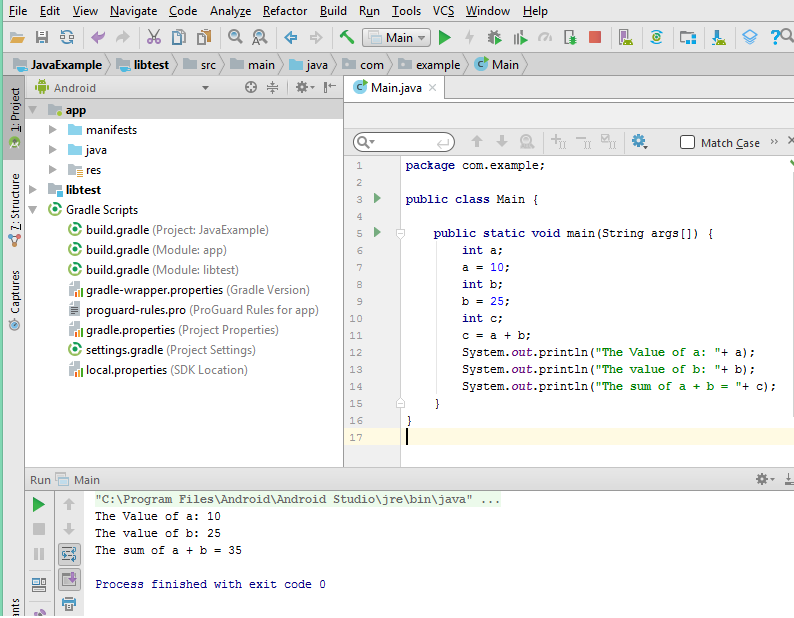 File Edit View Navigate Code Analyze Refactor Build Run Tools VCS Window Help
Main
JavaExample libtest src main java com example Main
1: Project
Z: Structure
Captures
Android
app
manifests
java
res
libtest
Gradle Scripts
build.gradle (Project: JavaExample)
build.gradle (Module: app)
build.gradle (Module: libtest)
gradle-wrapper.properties (Gradle Version)
proguard-rules.pro (ProGuard Rules for app)
gradle.properties (Project Properties)
settings.gradle (Project Settings)
local.properties (SDK Location)
Main.java
Match Case
1 package com.example;
2
3 public class Main {
4
5 public static void main(String args[]) {
6 int a;
7 a = 10;
8 int b;
9 b = 25;
10 int c;
11 c = a + b;
12 System.out.println("The Value of a: "+ a);
13 System.out.println("The value of b: "+ b);
14 System.out.println("The sum of a + b = "+ c);
15 }
16 }
17
Run Main
"C:\Program Files\Android\Android Studio\jre\bin\java" ...
The Value of a: 10
The value of b: 25
The sum of a + b = 35
Process finished with exit code 0